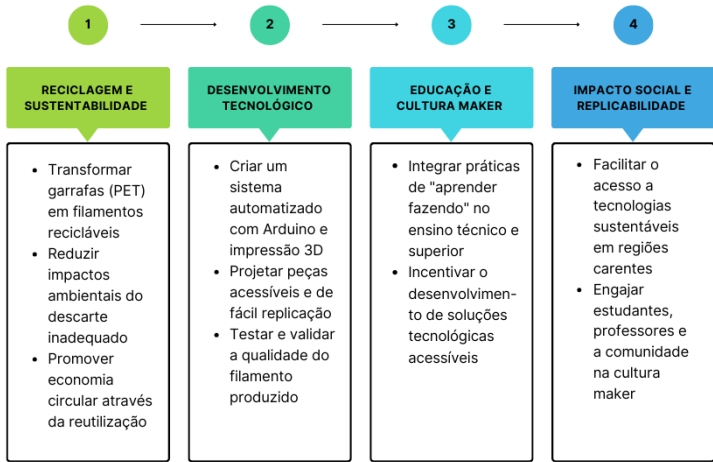 1
2
3
4
RECICLAGEM E
SUSTENTABILIDADE
DESENVOLVIMENTO
TECNOLÓGICO
EDUCAÇÃO E
CULTURA MAKER
IMPACTO SOCIAL E
REPLICABILIDADE
• Transformar
garrafas (PET)
em filamentos
recicláveis
• Reduzir
impactos
ambientais do
descarte
inadequado
• Promover
economia
circular através
da reutilização
• Criar um
sistema
automatizado
com Arduino e
impressão 3D
• Projetar peças
acessíveis e de
fácil replicação
• Testar e validar
a qualidade do
filamento
produzido
• Integrar práticas
de "aprender
fazendo" no
ensino técnico e
superior
• Incentivar o
desenvolvimen-
to de soluções
tecnológicas
acessíveis
• Facilitar o
acesso a
tecnologias
sustentáveis
em regiões
carentes
• Engajar
estudantes,
professores e
a comunidade
na cultura
maker